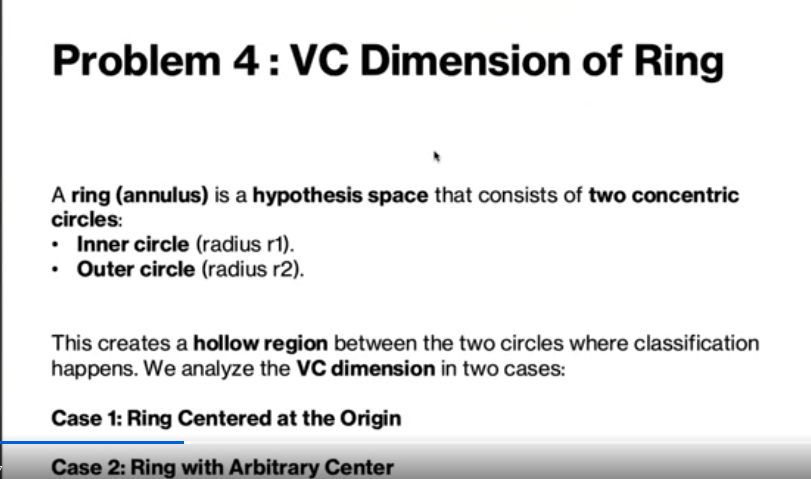 Problem 4 : VC Dimension of Ring
A ring (annulus) is a hypothesis space that consists of two concentric
circles:
• Inner circle (radius r1).
• Outer circle (radius r2).
This creates a hollow region between the two circles where classification
happens. We analyze the VC dimension in two cases:
Case 1: Ring Centered at the Origin
Case 2: Ring with Arbitrary Center